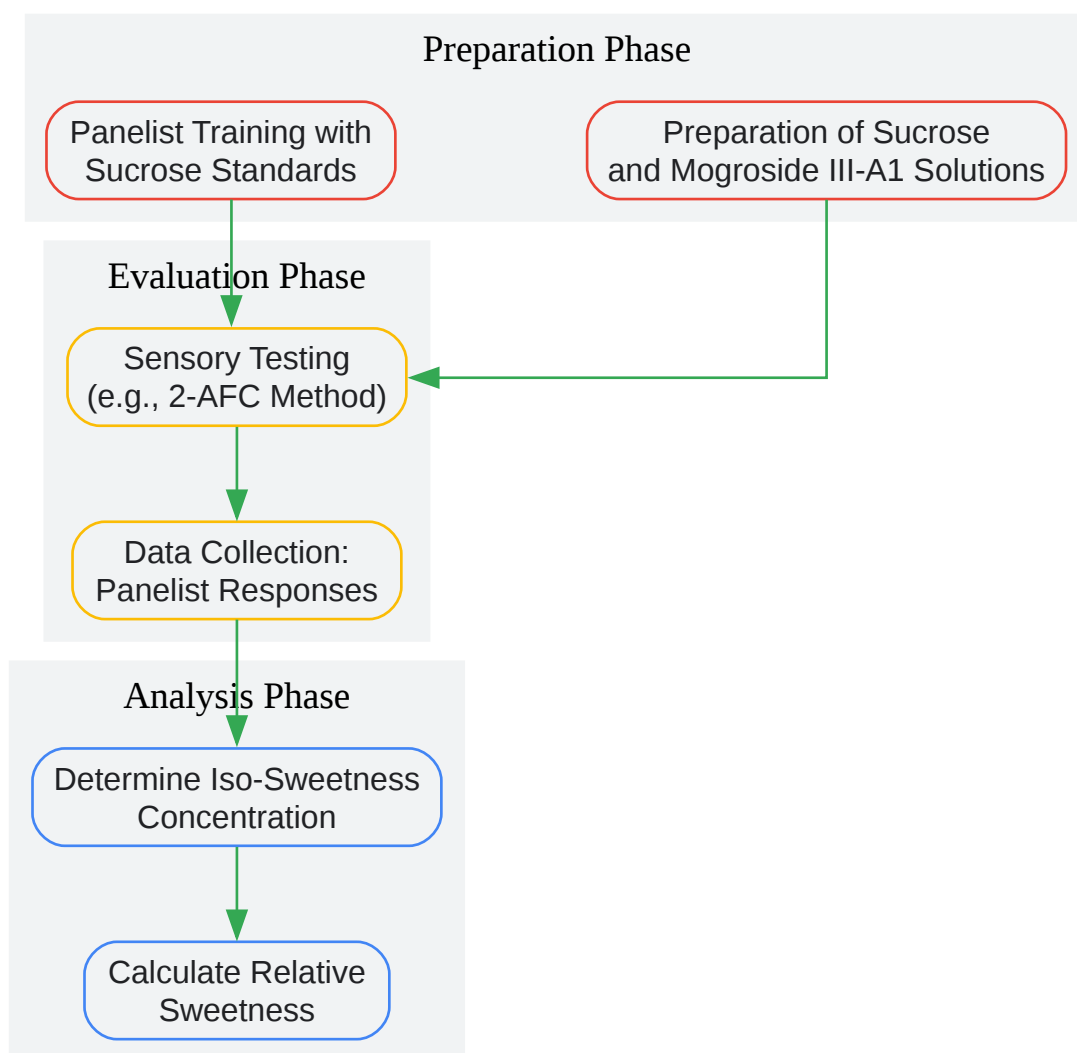 Preparation Phase
Panelist Training with
Sucrose Standards
Preparation of Sucrose
and Mogroside III-A1 Solutions
Evaluation Phase
Sensory Testing
(e.g., 2-AFC Method)
Data Collection:
Panelist Responses
Analysis Phase
Determine Iso-Sweetness
Concentration
Calculate Relative
Sweetness